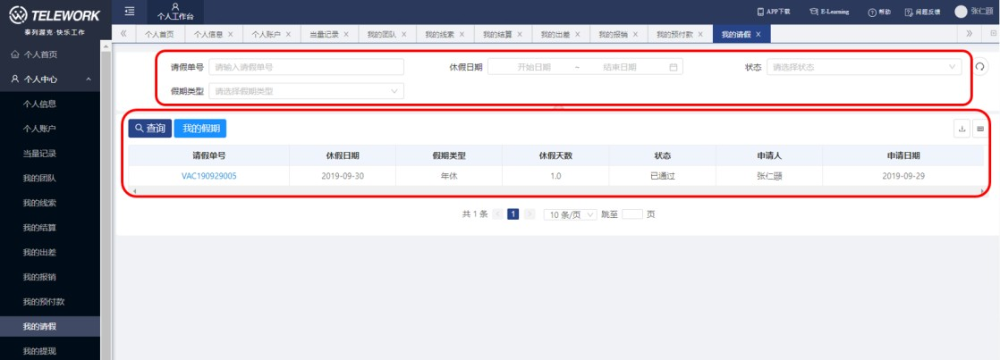 TELEWORK
泰列渥克·快乐工作
个人工作台
APP下载
E-Learning
帮助
问题反馈
张仁颋
个人首页
个人信息
个人账户
当量记录
我的团队
我的线索
我的结算
我的出差
我的报销
我的预付款
我的请假
个人首页
个人中心
个人信息
个人账户
当量记录
我的团队
我的线索
我的结算
我的出差
我的报销
我的预付款
我的请假
我的提现
请假单号 请输入请假单号
休假日期 开始日期 ~ 结束日期
状态 请选择状态
假期类型 请选择假期类型
查询 我的假期
请假单号 休假日期 假期类型 休假天数 状态 申请人 申请日期
VAC190929005 2019-09-30 年休 1.0 已通过 张仁颋 2019-09-29
共 1 条 1 10 条/页 跳至 页